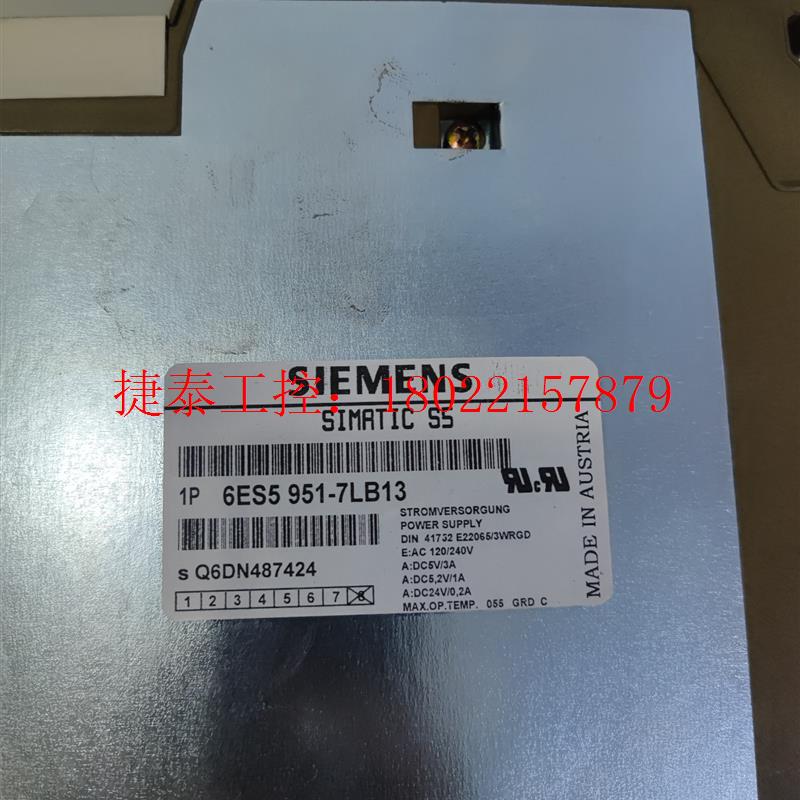 SIEMENS
捷泰工控：18022157879
SIMATIC S5
1P 6ES5 951-7LB13
STROMVERSORGUNG
POWER SUPPLY
DIN 41752 E22065/3WRGD
E:AC 120/240V
A:DC5V/3A
A:DC5,2V/1A
A:DC24V/0,2A
MAX.OP.TEMP. 055 GRD C
S Q6DN487424
1 2 3 4 5 6 7 8
MADE IN AUSTRIA